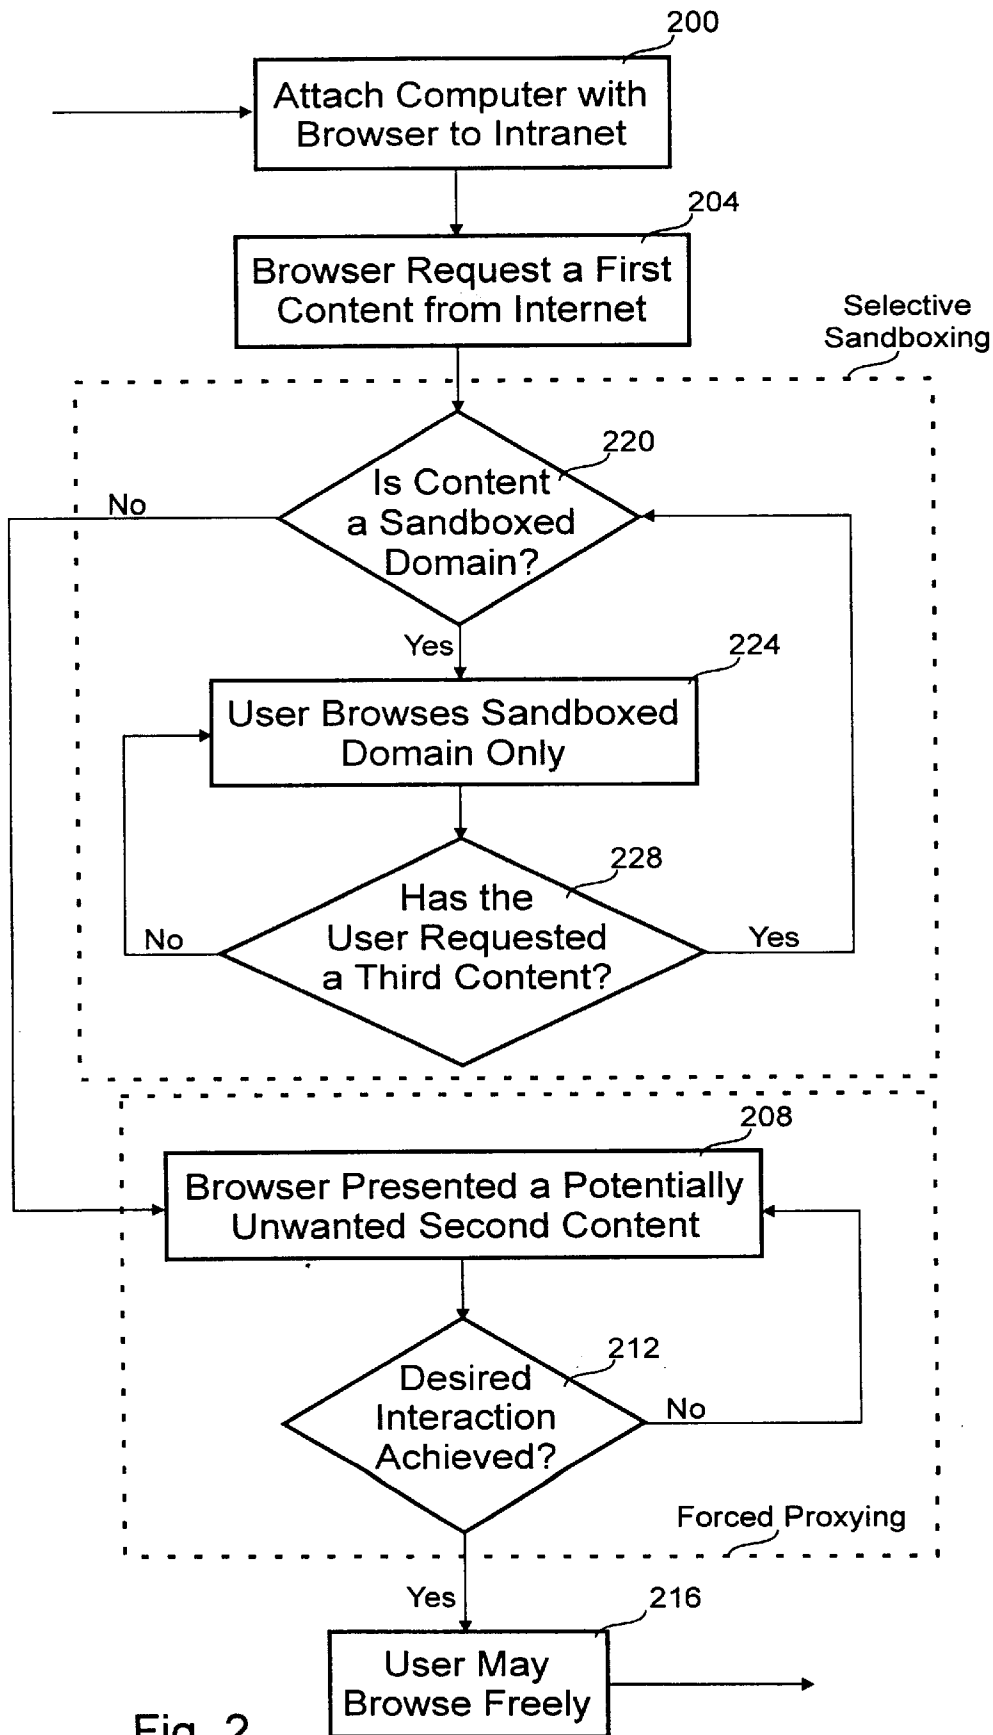 200
Attach Computer with
Browser to Intranet
204
Browser Request a First
Content from Internet
Selective
Sandboxing
220
Is Content
a Sandboxed
Domain?
No
Yes
224
User Browses Sandboxed
Domain Only
228
Has the
User Requested
a Third Content?
No
Yes
208
Browser Presented a Potentially
Unwanted Second Content
212
Desired
Interaction
Achieved?
No
Forced Proxying
Yes
216
User May
Browse Freely
Fig. 2